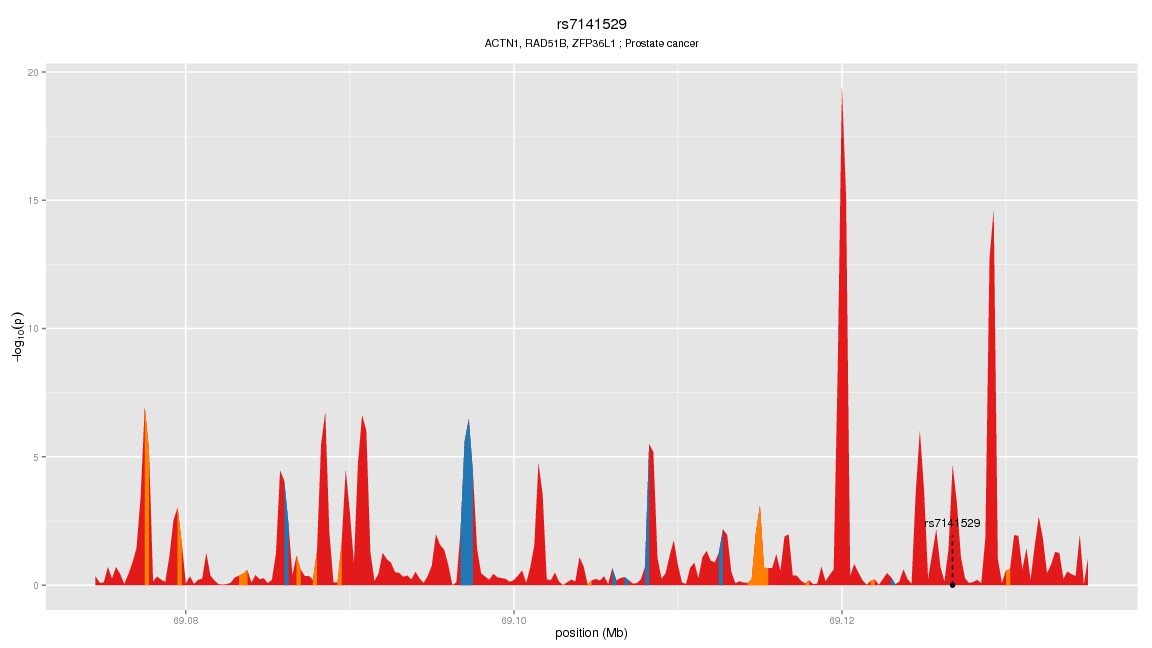 rs7141529
ACTN1, RAD51B, ZFP36L1 ; Prostate cancer
20
15
10
5
0
−log10(p)
rs7141529
69.08 69.10 69.12
position (Mb)